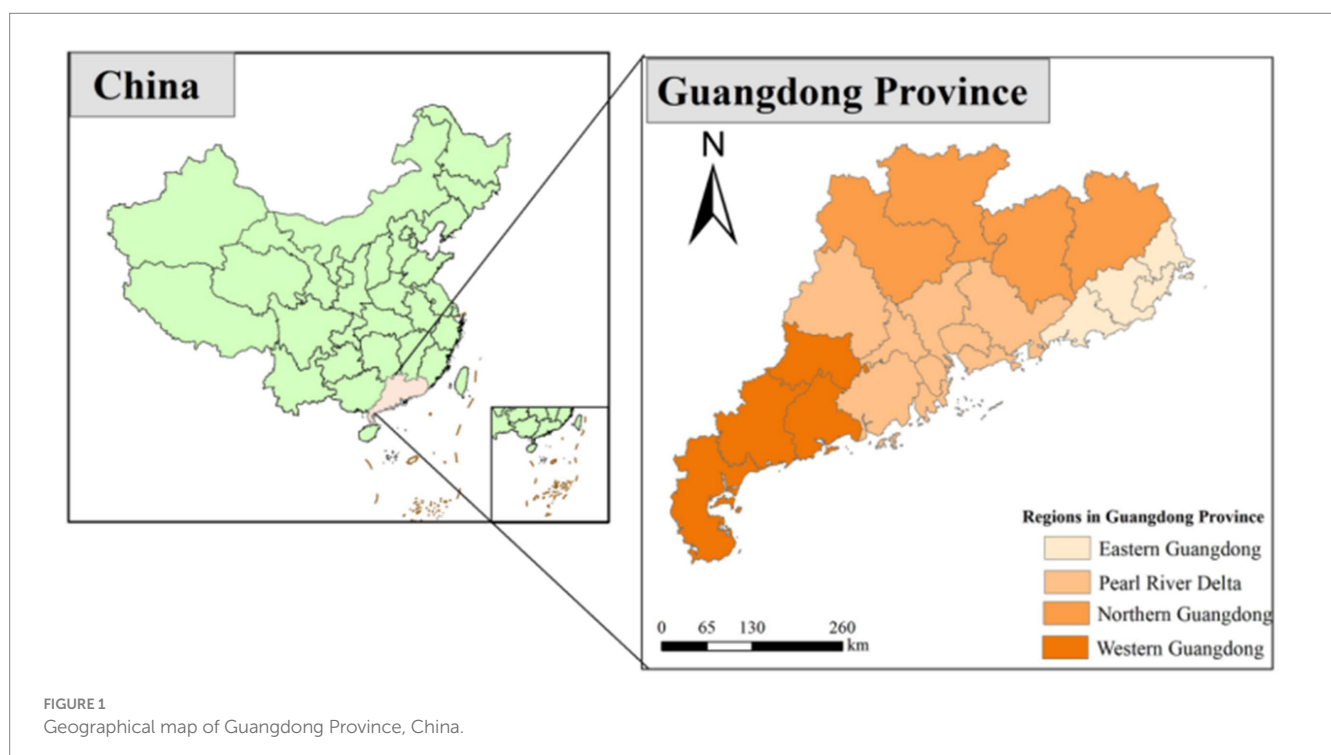 China
Guangdong Province
N
Regions in Guangdong Province
Eastern Guangdong
Pearl River Delta
Northern Guangdong
Western Guangdong
0 65 130 260
km
FIGURE 1
Geographical map of Guangdong Province, China.